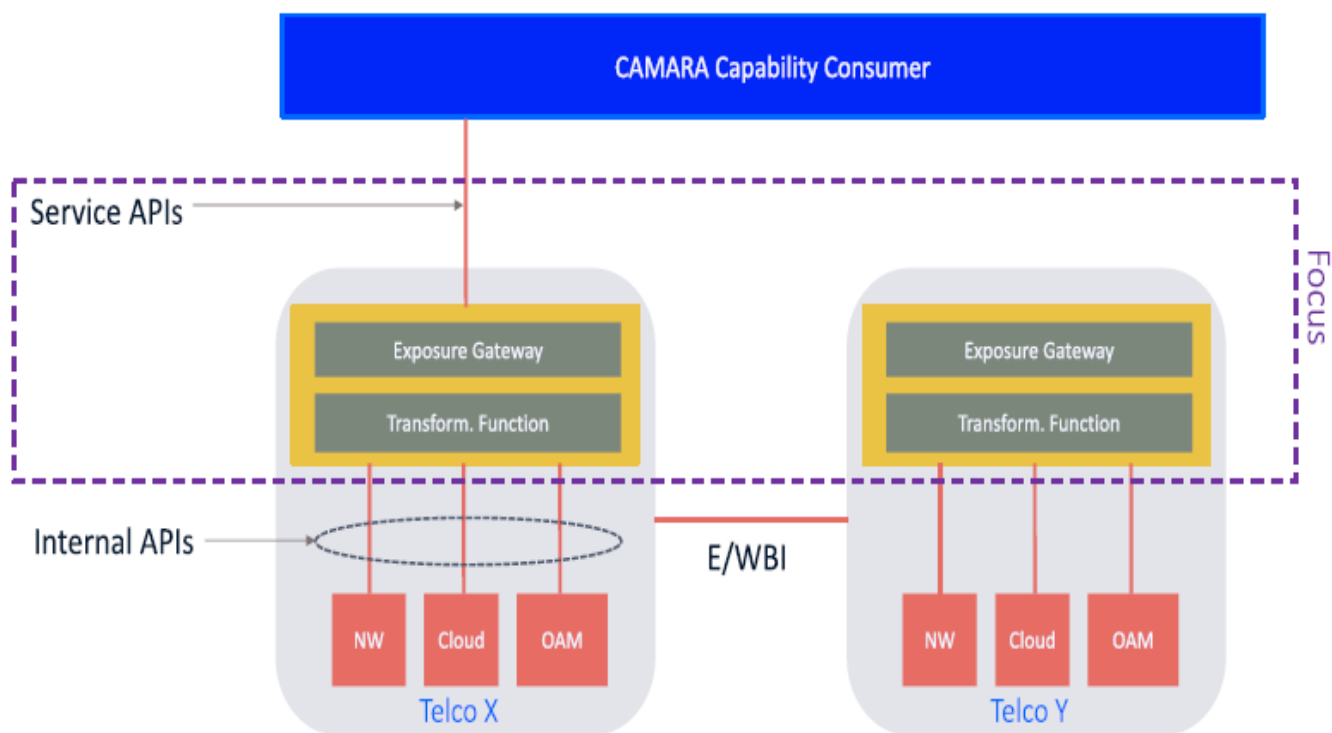 CAMARA Capability Consumer
Service APIs
Focus
Exposure Gateway
Exposure Gateway
Transform. Function
Transform. Function
Internal APIs
E/WBI
NW
Cloud
OAM
NW
Cloud
OAM
Telco X
Telco Y